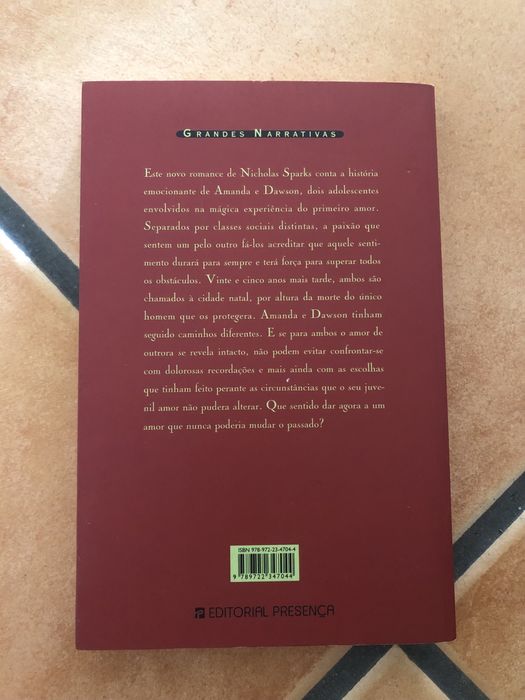 GRANDES NARRATIVAS
Este novo romance de Nicholas Sparks conta a história
emocionante de Amanda e Dawson, dois adolescentes
envolvidos na mágica experiência do primeiro amor.
Separados por classes sociais distintas, a paixão que
sentem um pelo outro fá-los acreditar que aquele senti-
mento durará para sempre e terá força para superar todos
os obstáculos. Vinte e cinco anos mais tarde, ambos são
chamados à cidade natal, por altura da morte do único
homem que os protegera. Amanda e Dawson tinham
seguido caminhos diferentes. E se para ambos o amor de
outrora se revela intacto, não podem evitar confrontar-se
com dolorosas recordações e mais ainda com as escolhas
que tinham feito perante as circunstâncias que o seu juve-
nil amor não pudera alterar. Que sentido dar agora a um
amor que nunca poderia mudar o passado?
ISBN 978-972-23-4704-4
9 789722 347044
EDITORIAL PRESENÇA